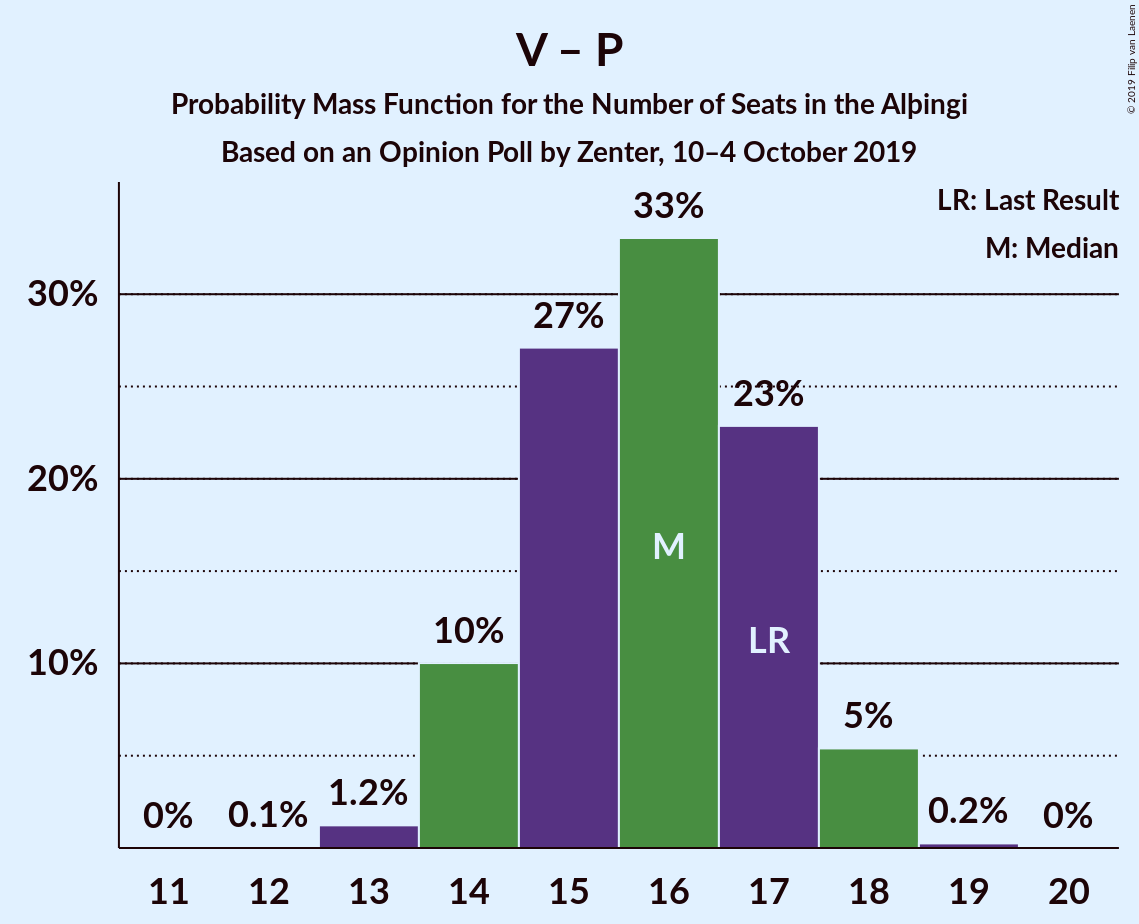 V – P
Probability Mass Function for the Number of Seats in the Alþingi
Based on an Opinion Poll by Zenter, 10–4 October 2019
© 2019 Filip van Laenen
LR: Last Result
M: Median
33%
30%
27%
23%
20%
M
LR
10%
10%
5%
1.2%
0%
0.1%
0.2%
0%
11 12 13 14 15 16 17 18 19 20